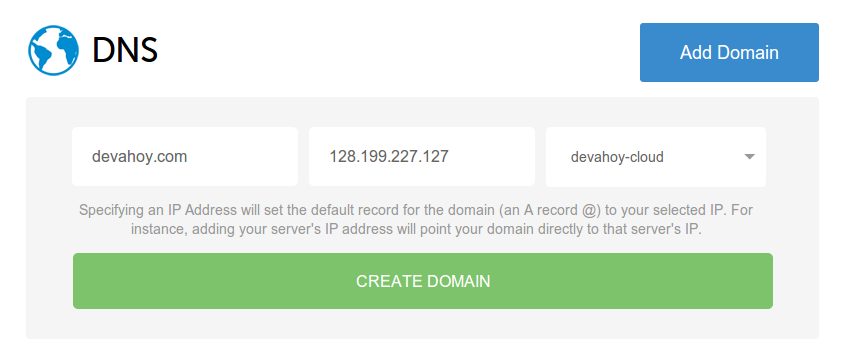 DNS
Add Domain
devahoy.com
128.199.227.127
devahoy-cloud
Specifying an IP Address will set the default record for the domain (an A record @) to your selected IP. For
instance, adding your server's IP address will point your domain directly to that server's IP.
CREATE DOMAIN